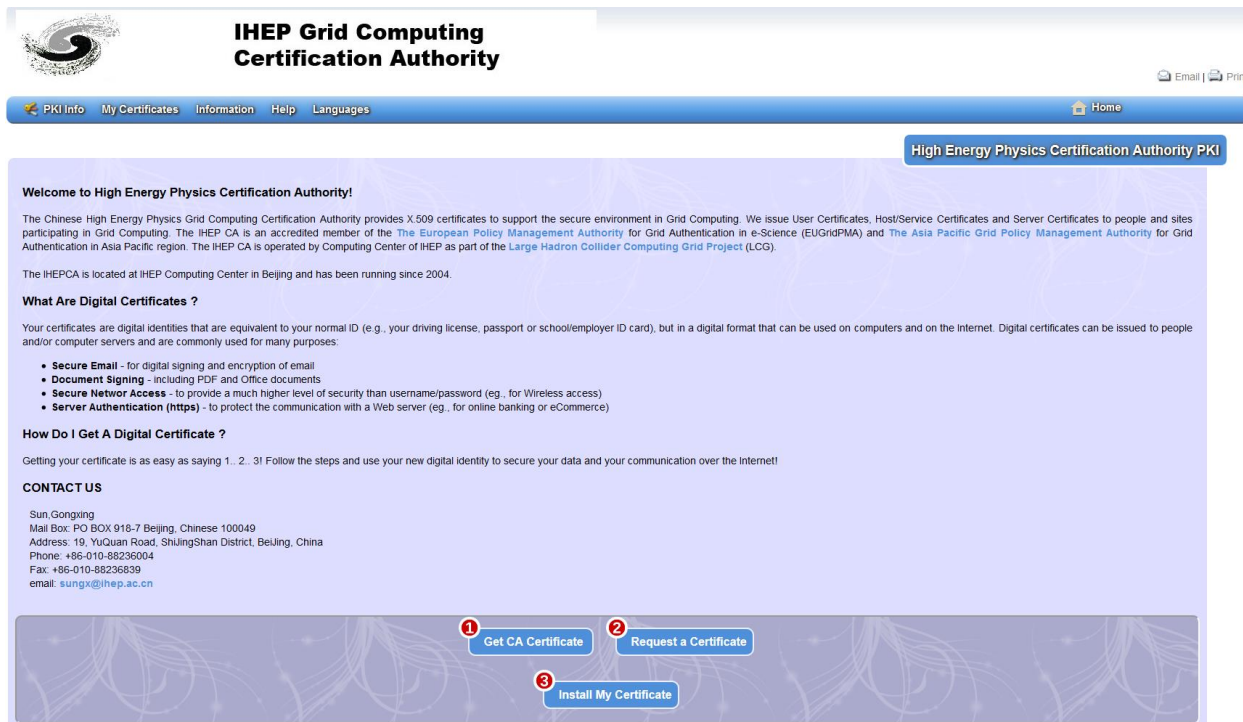 IHEP Grid Computing
Certification Authority
Email | Prin
PKI Info My Certificates Information Help Languages Home
High Energy Physics Certification Authority PKI
Welcome to High Energy Physics Certification Authority!
The Chinese High Energy Physics Grid Computing Certification Authority provides X.509 certificates to support the secure environment in Grid Computing. We issue User Certificates, Host/Service Certificates and Server Certificates to people and sites
participating in Grid Computing. The IHEP CA is an accredited member of the The European Policy Management Authority for Grid Authentication in e-Science (EUGridPMA) and The Asia Pacific Grid Policy Management Authority for Grid
Authentication in Asia Pacific region. The IHEP CA is operated by Computing Center of IHEP as part of the Large Hadron Collider Computing Grid Project (LCG).
The IHEPCA is located at IHEP Computing Center in Beijing and has been running since 2004.
What Are Digital Certificates ?
Your certificates are digital identities that are equivalent to your normal ID (e.g., your driving license, passport or school/employer ID card), but in a digital format that can be used on computers and on the Internet. Digital certificates can be issued to people
and/or computer servers and are commonly used for many purposes:
• Secure Email - for digital signing and encryption of email
• Document Signing - including PDF and Office documents
• Secure Networ Access - to provide a much higher level of security than username/password (eg., for Wireless access)
• Server Authentication (https) - to protect the communication with a Web server (eg., for online banking or eCommerce)
How Do I Get A Digital Certificate ?
Getting your certificate is as easy as saying 1.. 2.. 3! Follow the steps and use your new digital identity to secure your data and your communication over the Internet!
CONTACT US
Sun,Gongxing
Mail Box: PO BOX 918-7 Beijing, Chinese 100049
Address: 19, YuQuan Road, ShiJingShan District, BeiJing, China
Phone: +86-010-88236004
Fax: +86-010-88236839
email: sungx@ihep.ac.cn
1 Get CA Certificate 2 Request a Certificate
3 Install My Certificate